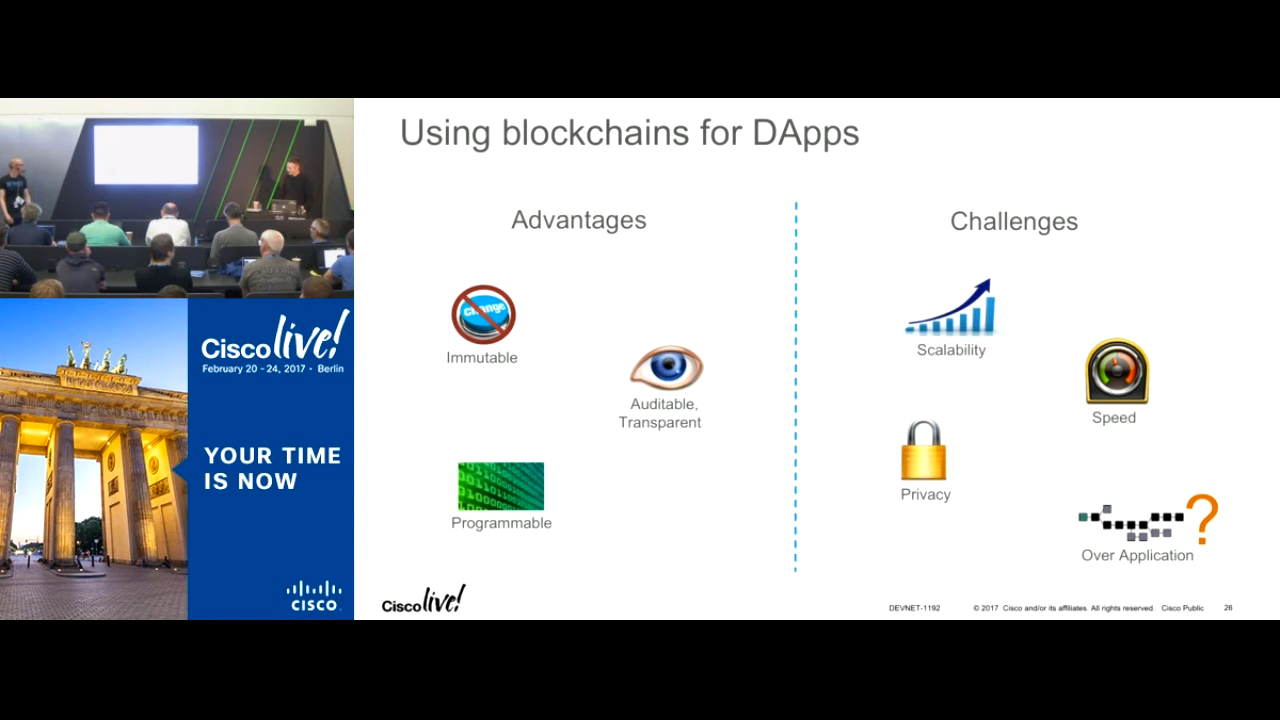 Using blockchains for DApps
Advantages
Challenges
change
Immutable
Auditable,
Transparent
Programmable
Scalability
Speed
Privacy
?
Over Application
Cisco live!
DEVNET-1192
© 2017 Cisco and/or its affiliates. All rights reserved. Cisco Public
26
Cisco live!
February 20 - 24, 2017 • Berlin
YOUR TIME
IS NOW
CISCO.